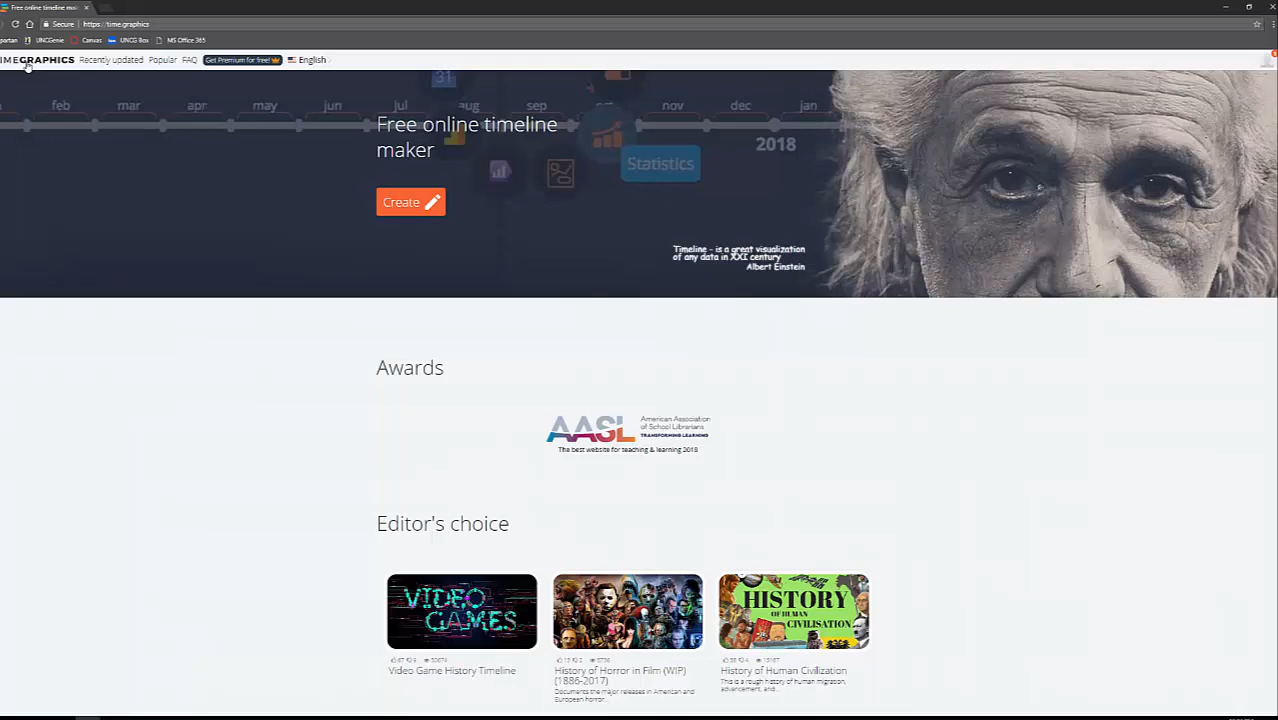 Free online timeline mak
Secure https://time.graphics
portan UNCGenie Canvas box UNCG Box MS Office 365
IMEGRAPHICS Recently updated Popular FAQ Get Premium for free! English
31
feb mar apr may jun jul aug sep oct nov dec jan
Free online timeline
maker
2018
Statistics
Create
Timeline - is a great visualization
of any data in XXI century
Albert Einstein
Awards
AASL
American Association
of School Librarians
TRANSFORMING LEARNING
The best website for teaching & learning 2018
Editor's choice
VIDEO
GAMES
HISTORY
OF HUMAN
CIVILISATION
Video Game History Timeline
History of Horror in Film (WIP)
(1886-2017)
Documents the major releases in American and
European horror...
History of Human Civilization
This is a rough history of human migration,
advancement, and...